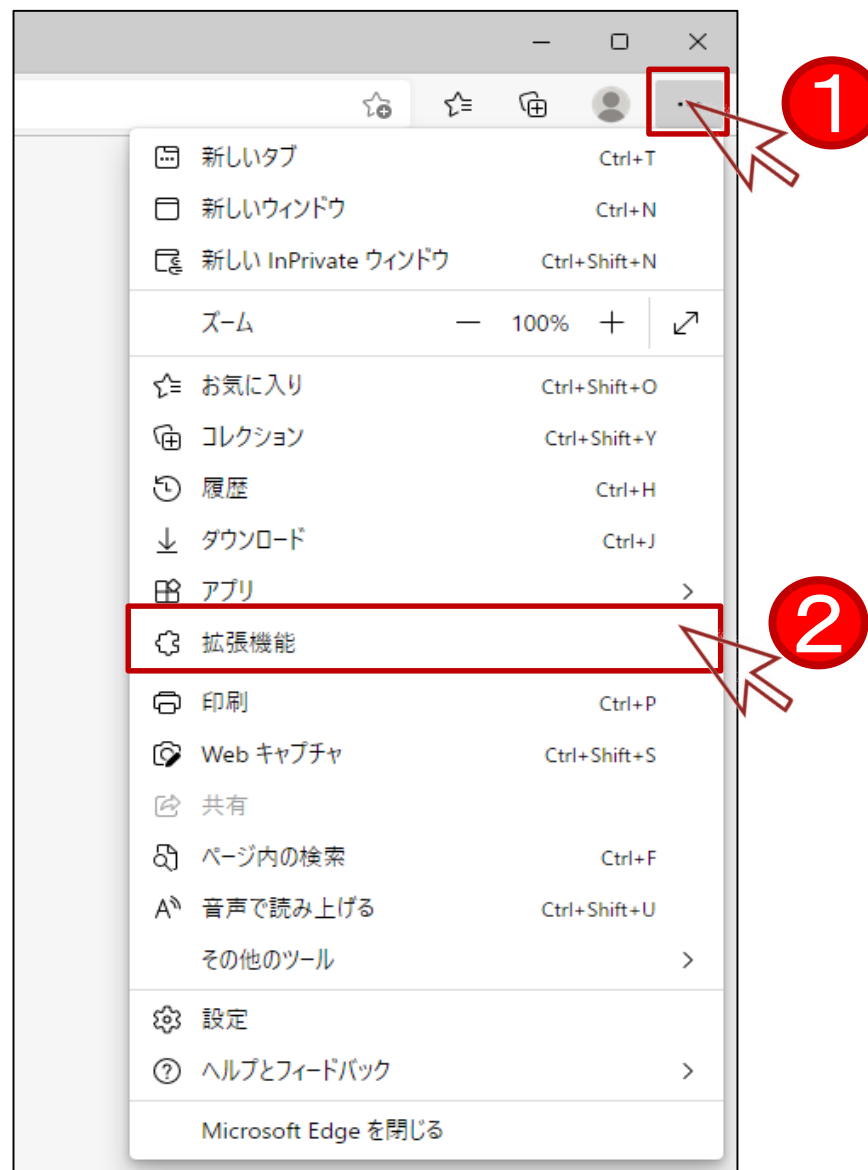 1
新しいタブ Ctrl+T
新しいウィンドウ Ctrl+N
新しい InPrivate ウィンドウ Ctrl+Shift+N
ズーム 100%
お気に入り Ctrl+Shift+O
コレクション Ctrl+Shift+Y
履歴 Ctrl+H
ダウンロード Ctrl+J
アプリ
2
拡張機能
印刷 Ctrl+P
Web キャプチャ Ctrl+Shift+S
共有
ページ内の検索 Ctrl+F
音声で読み上げる Ctrl+Shift+U
その他のツール
設定
ヘルプとフィードバック
Microsoft Edge を閉じる